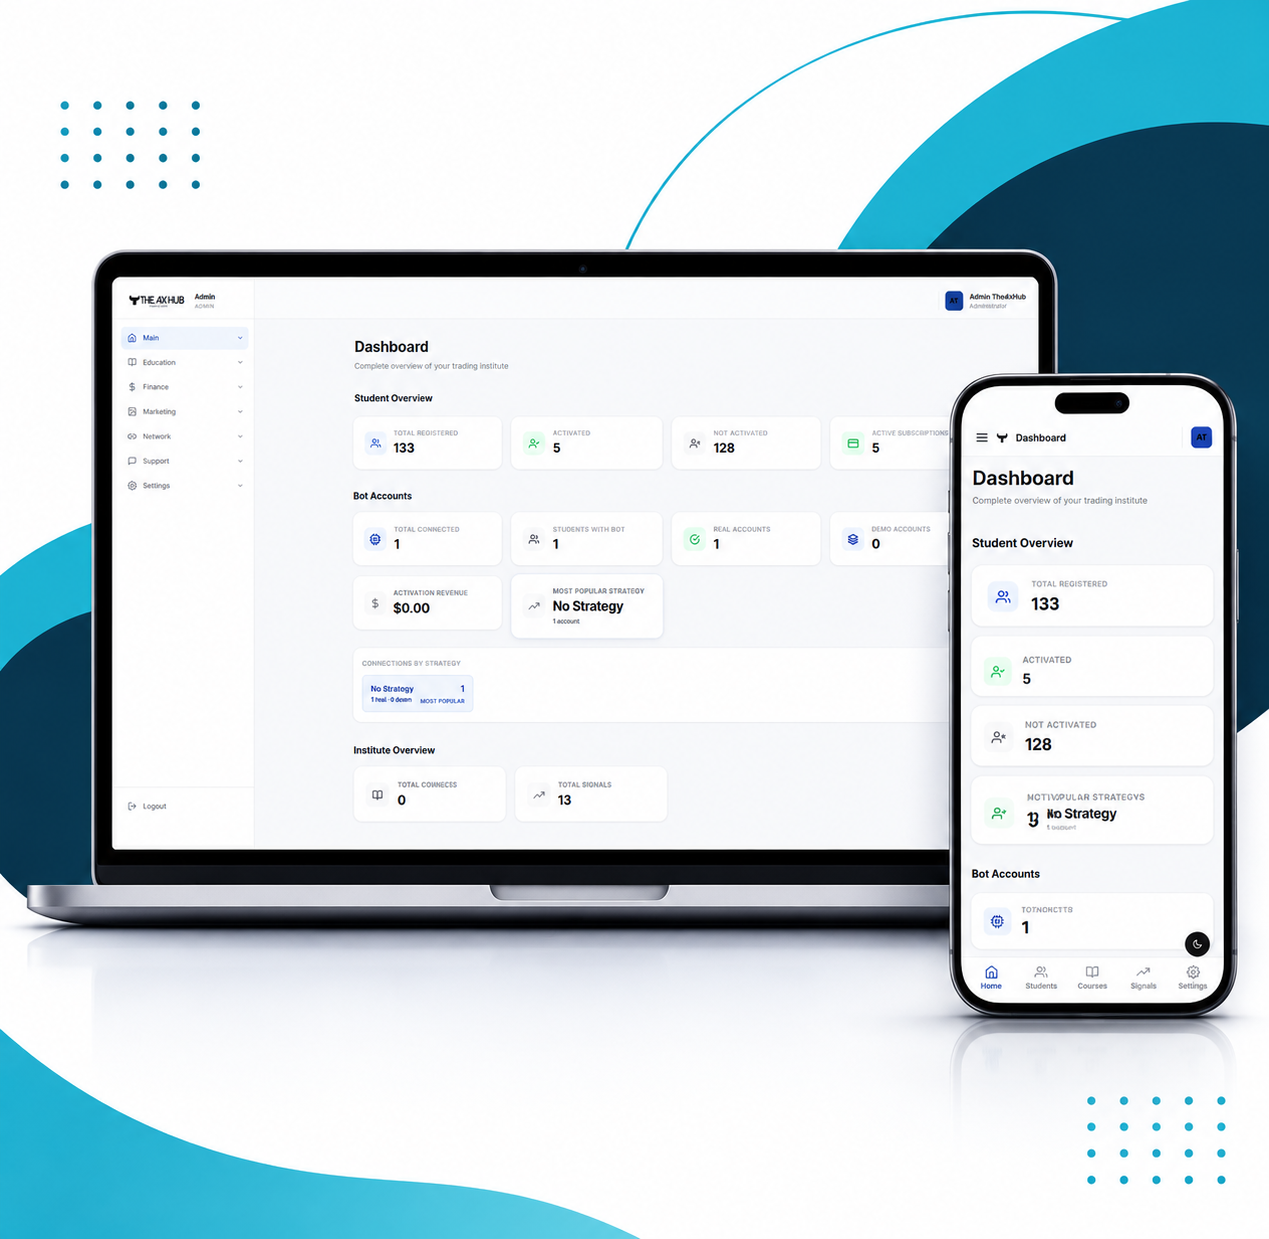 THE AX HUB
Admin
ADMIN
Main
Education
Finance
Marketing
Network
Support
Settings
Logout
AT
Admin TheAxHub
Administrator
Dashboard
Complete overview of your trading institute
Student Overview
TOTAL REGISTERED
133
ACTIVATED
5
NOT ACTIVATED
128
ACTIVE SUBSCRIPTIONS
5
Bot Accounts
TOTAL CONNECTED
1
STUDENTS WITH BOT
1
REAL ACCOUNTS
1
DEMO ACCOUNTS
0
ACTIVATION REVENUE
$0.00
MOST POPULAR STRATEGY
No Strategy
1 account
CONNECTIONS BY STRATEGY
No Strategy 1
MOST POPULAR
Institute Overview
TOTAL
0
TOTAL SIGNALS
13
Dashboard
AT
Dashboard
Complete overview of your trading institute
Student Overview
TOTAL REGISTERED
133
ACTIVATED
5
NOT ACTIVATED
128
STRATEGYS
No Strategy
Bot Accounts
1
Home
Students
Courses
Signals
Settings